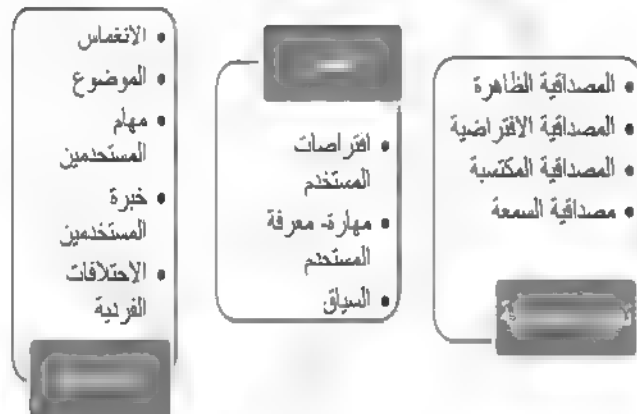 المصداقية الظاهرة
المصداقية الافتراضية
المصداقية المكتسبة
مصداقية السمعة
افتراصات
المستخدم
مهارة- معرفة
المستخدم
السياق
الانغماس
الموضوع
مهام
المستخدمين
خبرة
المستخدمين
الاختلافات
الفردية